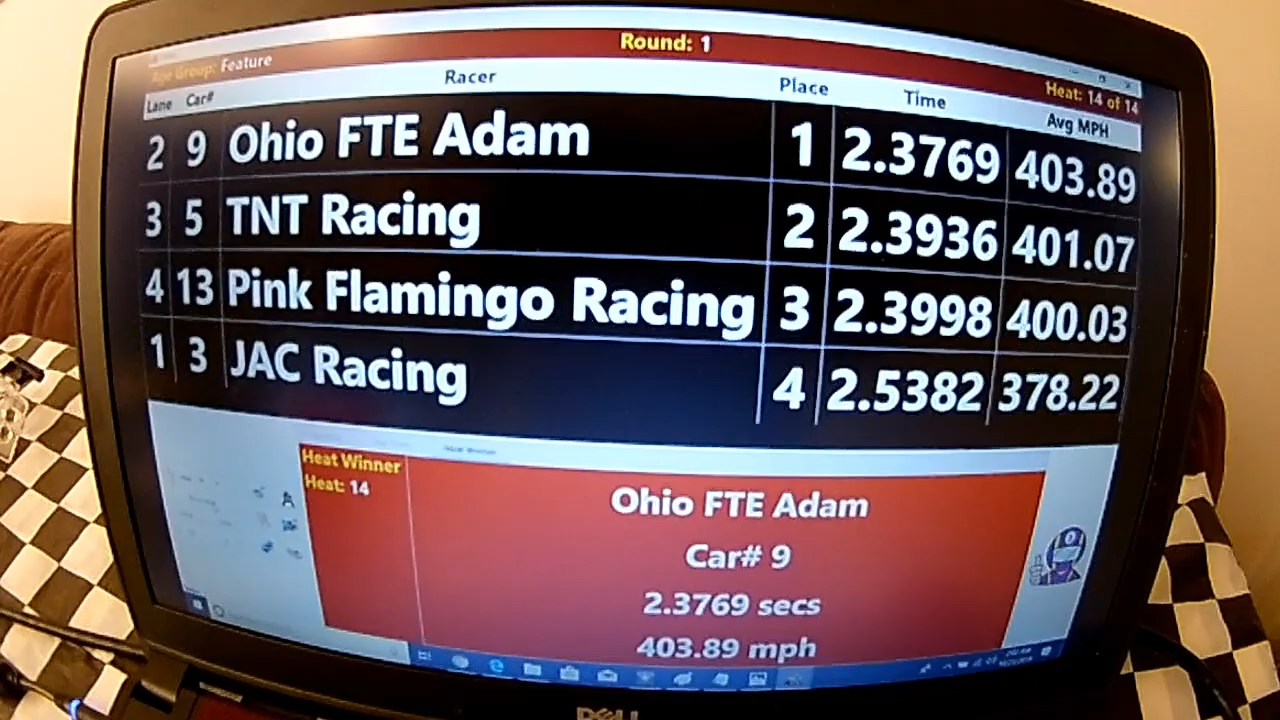 Round: 1
Age Group: Feature
Heat: 14 of 14
Lane Car# Racer Place Time Avg MPH
2 9 Ohio FTE Adam 1 2.3769 403.89
3 5 TNT Racing 2 2.3936 401.07
4 13 Pink Flamingo Racing 3 2.3998 400.03
1 3 JAC Racing 4 2.5382 378.22
Heat Winner
Heat: 14
Ohio FTE Adam
Car# 9
2.3769 secs
403.89 mph
DELL